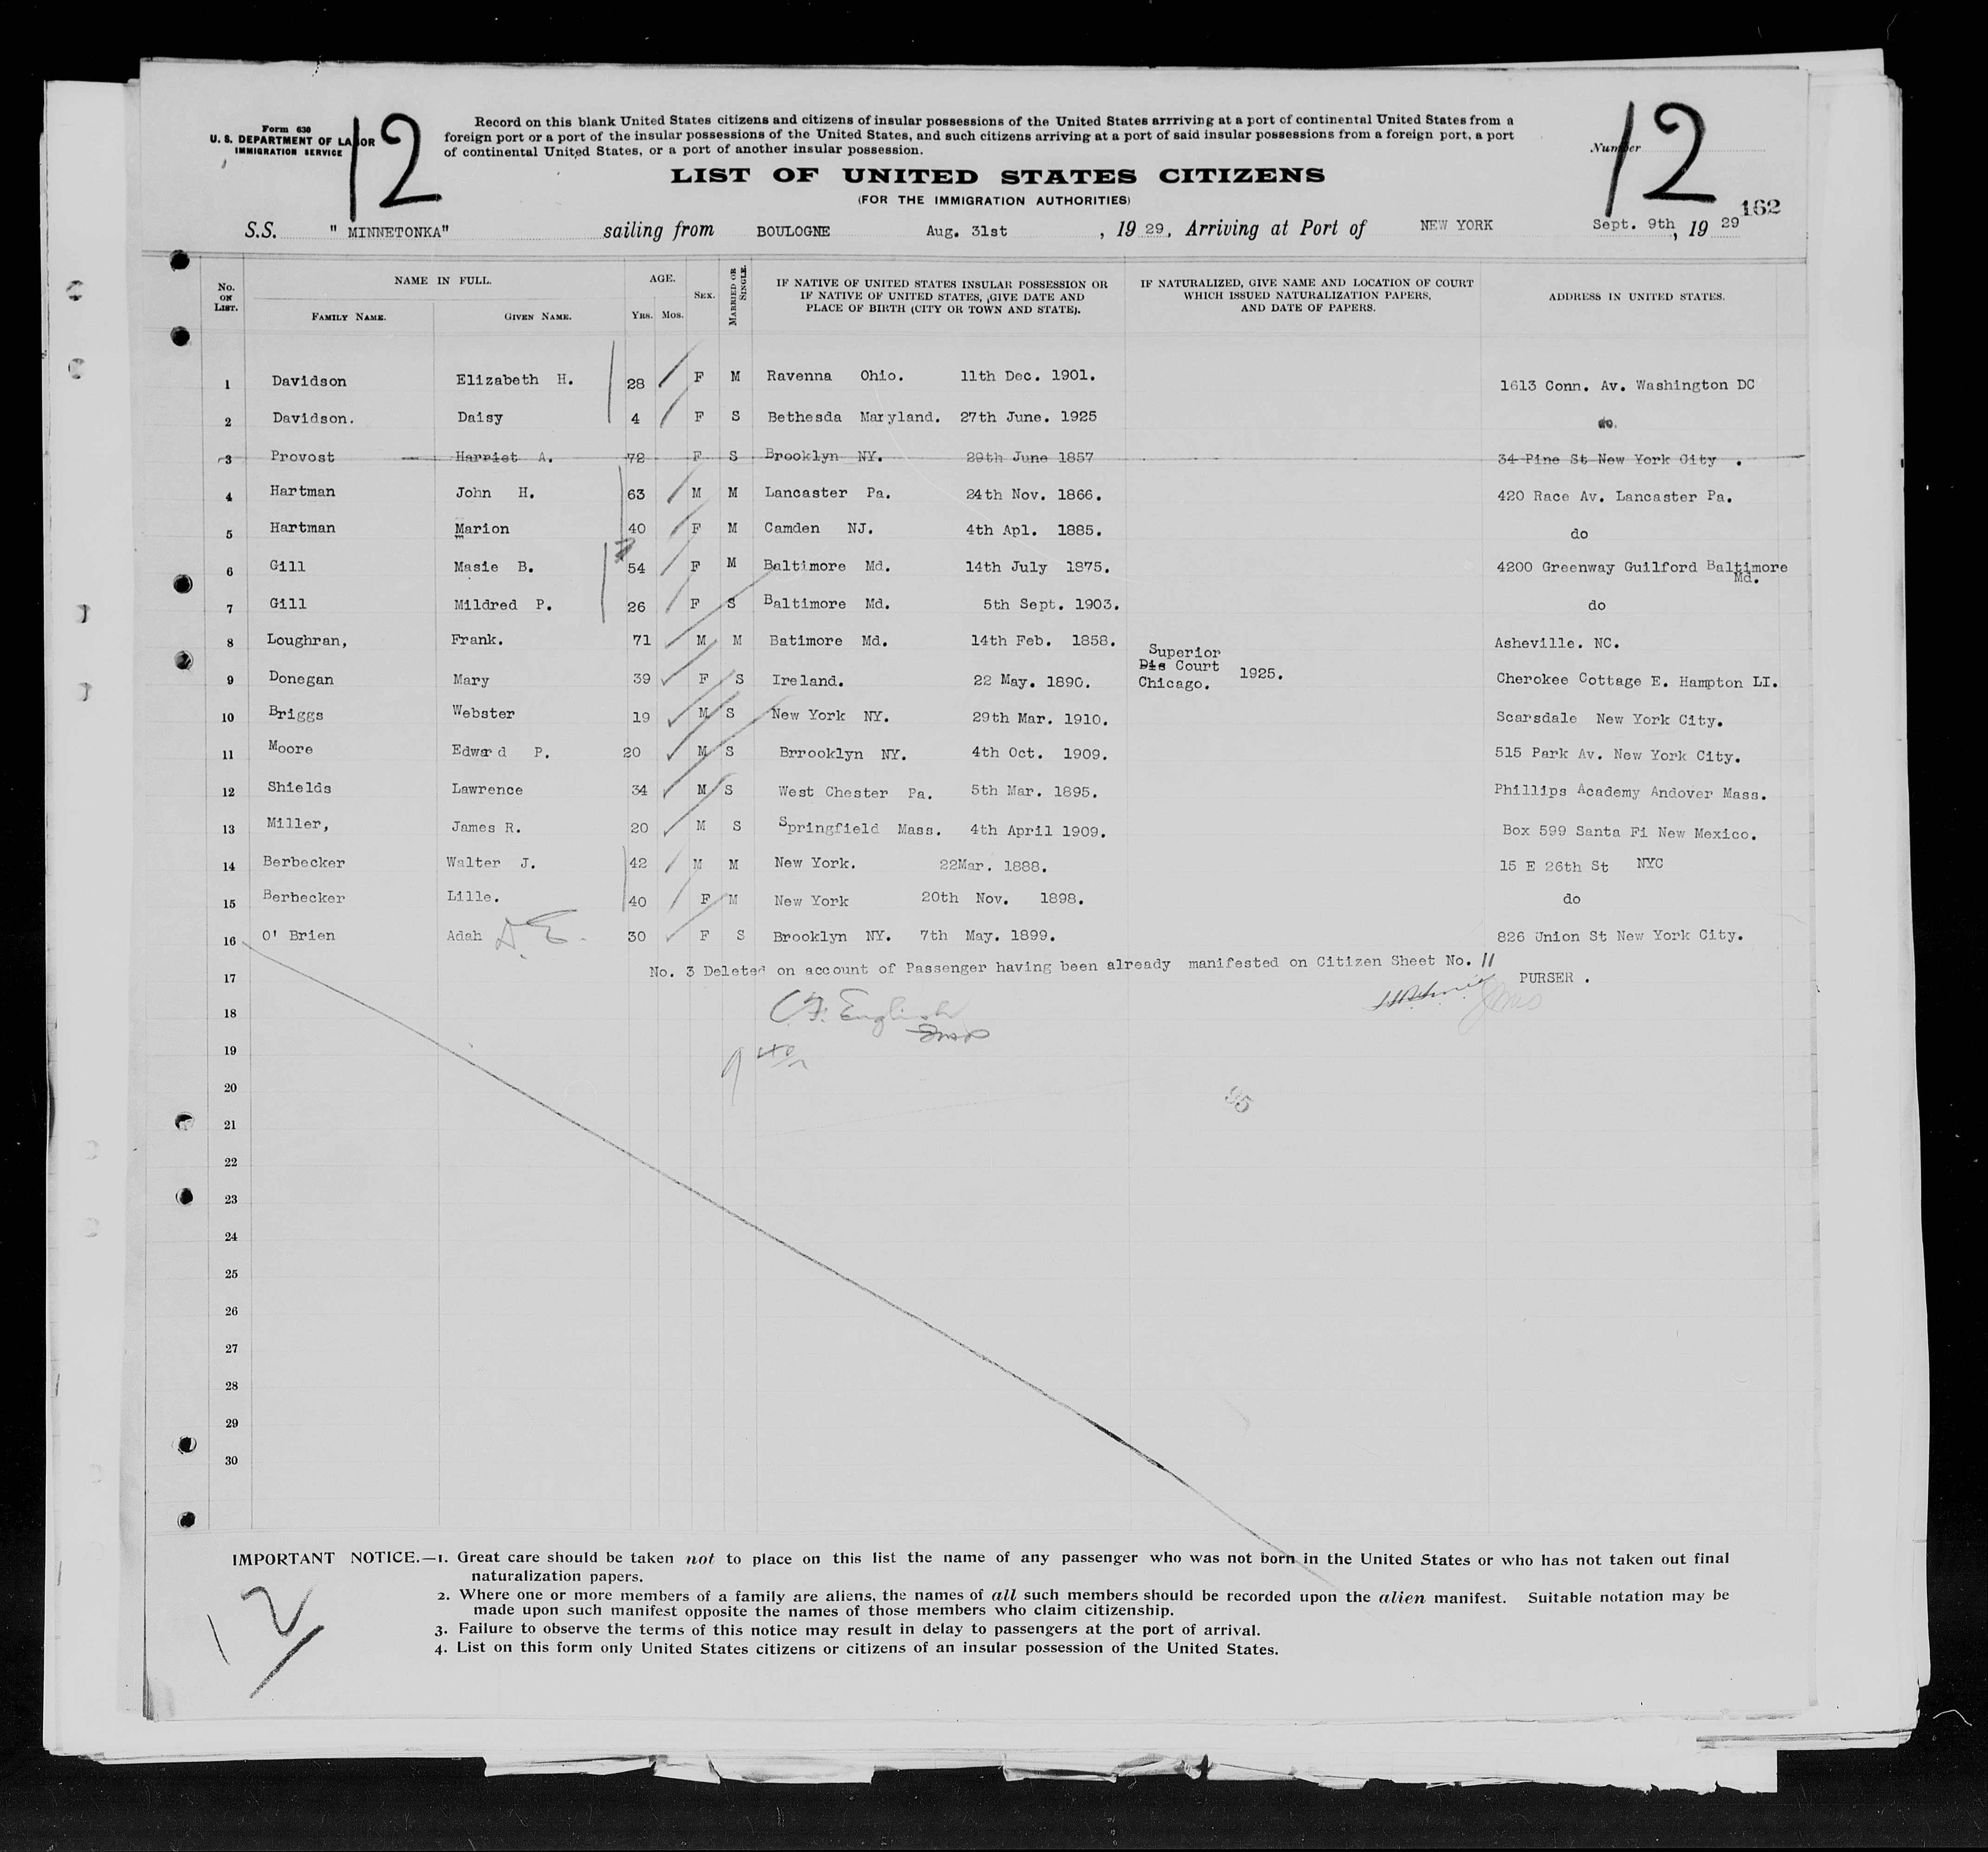 Form 630
U. S. DEPARTMENT OF LABOR
IMMIGRATION SERVICE
12
Record on this blank United States citizens and citizens of insular possessions of the United States arrriving at a port of continental United States from a
foreign port or a port of the insular possessions of the United States, and such citizens arriving at a port of said insular possessions from a foreign port, a port
of continental United States, or a port of another insular possession.
Number
12
162
LIST OF UNITED STATES CITIZENS
(FOR THE IMMIGRATION AUTHORITIES)
S.S. " MINNETONKA" sailing from BOULOGNE Aug. 31st , 19 29, Arriving at Port of NEW YORK Sept. 9th, 19 29
No. ON LIST. NAME IN FULL. FAMILY NAME. GIVEN NAME. AGE. YRS. MOS. SEX. MARRIED OR SINGLE. IF NATIVE OF UNITED STATES INSULAR POSSESSION OR IF NATIVE OF UNITED STATES, GIVE DATE AND PLACE OF BIRTH (CITY OR TOWN AND STATE). IF NATURALIZED, GIVE NAME AND LOCATION OF COURT WHICH ISSUED NATURALIZATION PAPERS, AND DATE OF PAPERS. ADDRESS IN UNITED STATES.
1 Davidson Elizabeth H. 28 F M Ravenna Ohio. 11th Dec. 1901. 1613 Conn. Av. Washington DC
2 Davidson. Daisy 4 F S Bethesda Maryland. 27th June. 1925 do.
3 Provost Harriet A. 72 F S Brooklyn NY. 29th June 1857 34 Pine St New York City .
4 Hartman John H. 63 M M Lancaster Pa. 24th Nov. 1866. 420 Race Av. Lancaster Pa.
5 Hartman Marion 40 F M Camden NJ. 4th Apl. 1885. do
6 Gill Masie B. 54 F M Baltimore Md. 14th July 1875. 4200 Greenway Guilford Baltimore Md.
7 Gill Mildred P. 26 F S Baltimore Md. 5th Sept. 1903. do
8 Loughran, Frank. 71 M M Batimore Md. 14th Feb. 1858. Asheville. NC.
9 Donegan Mary 39 F S Ireland. 22 May. 1890. Superior Dis Court Chicago. 1925. Cherokee Cottage E. Hampton LI.
10 Briggs Webster 19 M S New York NY. 29th Mar. 1910. Scarsdale New York City.
11 Moore Edward P. 20 M S Brrooklyn NY. 4th Oct. 1909. 515 Park Av. New York City.
12 Shields Lawrence 34 M S West Chester Pa. 5th Mar. 1895. Phillips Academy Andover Mass.
13 Miller, James R. 20 M S Springfield Mass. 4th April 1909. Box 599 Santa Fi New Mexico.
14 Berbecker Walter J. 42 M M New York. 22Mar. 1888. 15 E 26th St NYC
15 Berbecker Lille. 40 F M New York 20th Nov. 1898. do
16 O' Brien Adah 30 F S Brooklyn NY. 7th May. 1899. 826 Union St New York City.
17 No. 3 Deleted on account of Passenger having been already manifested on Citizen Sheet No. 11
PURSER .
18 C.F. English
Insp
19
20
21
22
23
24
25
26
27
28
29
30
95
IMPORTANT NOTICE.—1. Great care should be taken not to place on this list the name of any passenger who was not born in the United States or who has not taken out final
naturalization papers.
2. Where one or more members of a family are aliens, the names of all such members should be recorded upon the alien manifest. Suitable notation may be
made upon such manifest opposite the names of those members who claim citizenship.
3. Failure to observe the terms of this notice may result in delay to passengers at the port of arrival.
4. List on this form only United States citizens or citizens of an insular possession of the United States.
12